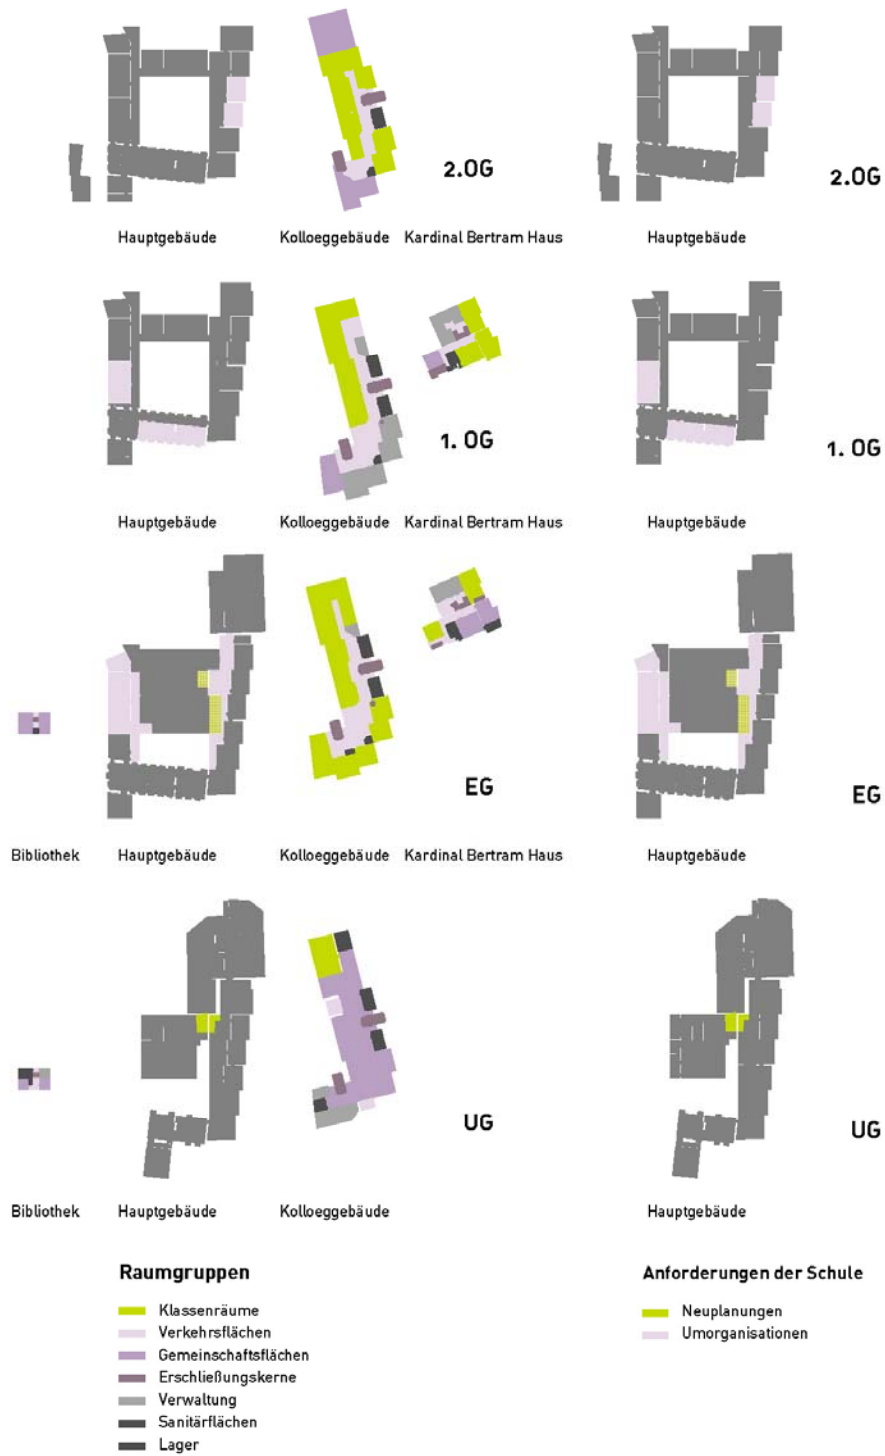 2.OG
2.OG
Hauptgebäude Kolloeggebäude Kardinal Bertram Haus Hauptgebäude
1. OG
1. OG
Hauptgebäude Kolloeggebäude Kardinal Bertram Haus Hauptgebäude
EG
EG
Bibliothek Hauptgebäude Kolloeggebäude Kardinal Bertram Haus Hauptgebäude
UG
UG
Bibliothek Hauptgebäude Kolloeggebäude Hauptgebäude
Raumgruppen
Klassenräume
Verkehrsflächen
Gemeinschaftsflächen
Erschließungskerne
Verwaltung
Sanitärflächen
Lager
Anforderungen der Schule
Neuplanungen
Umorganisationen